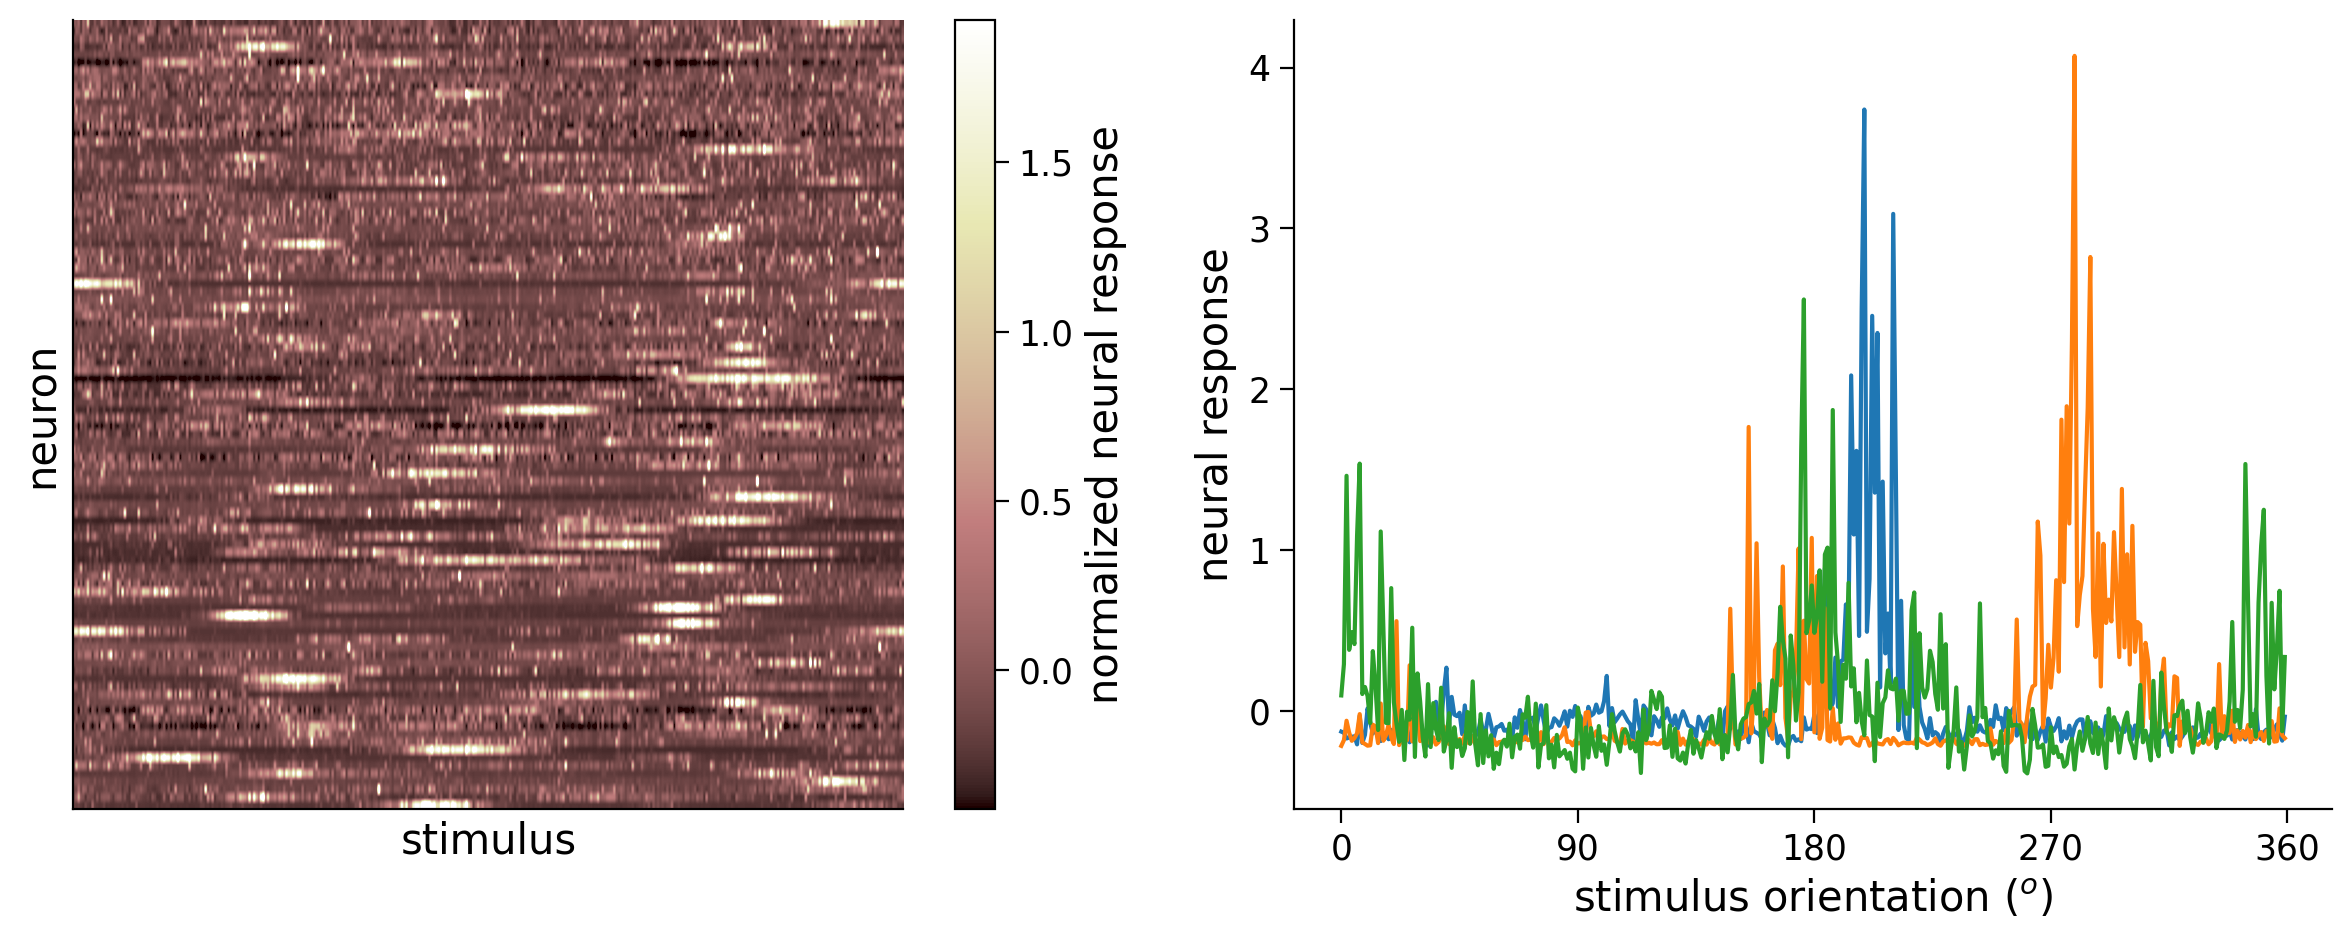 neuron
stimulus
1.5
1.0
0.5
0.0
normalized neural response
4
3
2
1
0
neural response
0 90 180 270 360
stimulus orientation (°)